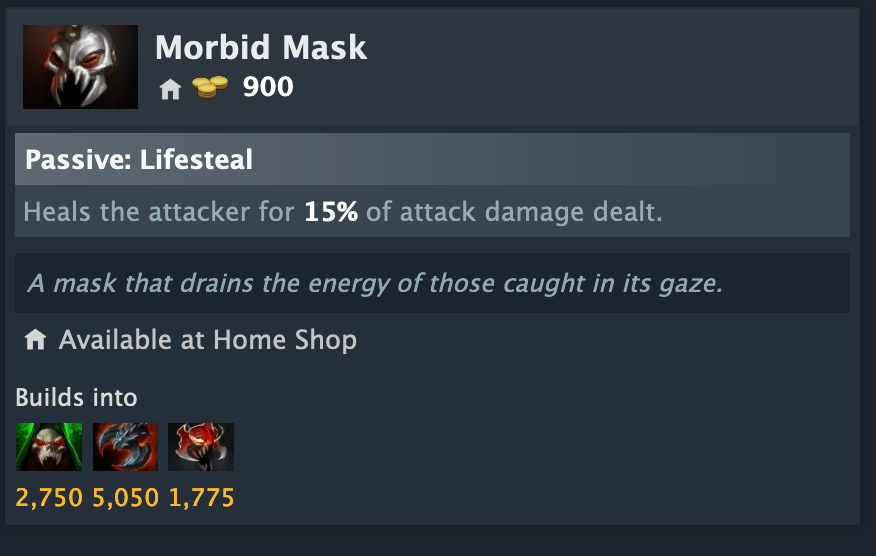 Morbid Mask
900
Passive: Lifesteal
Heals the attacker for 15% of attack damage dealt.
A mask that drains the energy of those caught in its gaze.
Available at Home Shop
Builds into
2,750 5,050 1,775